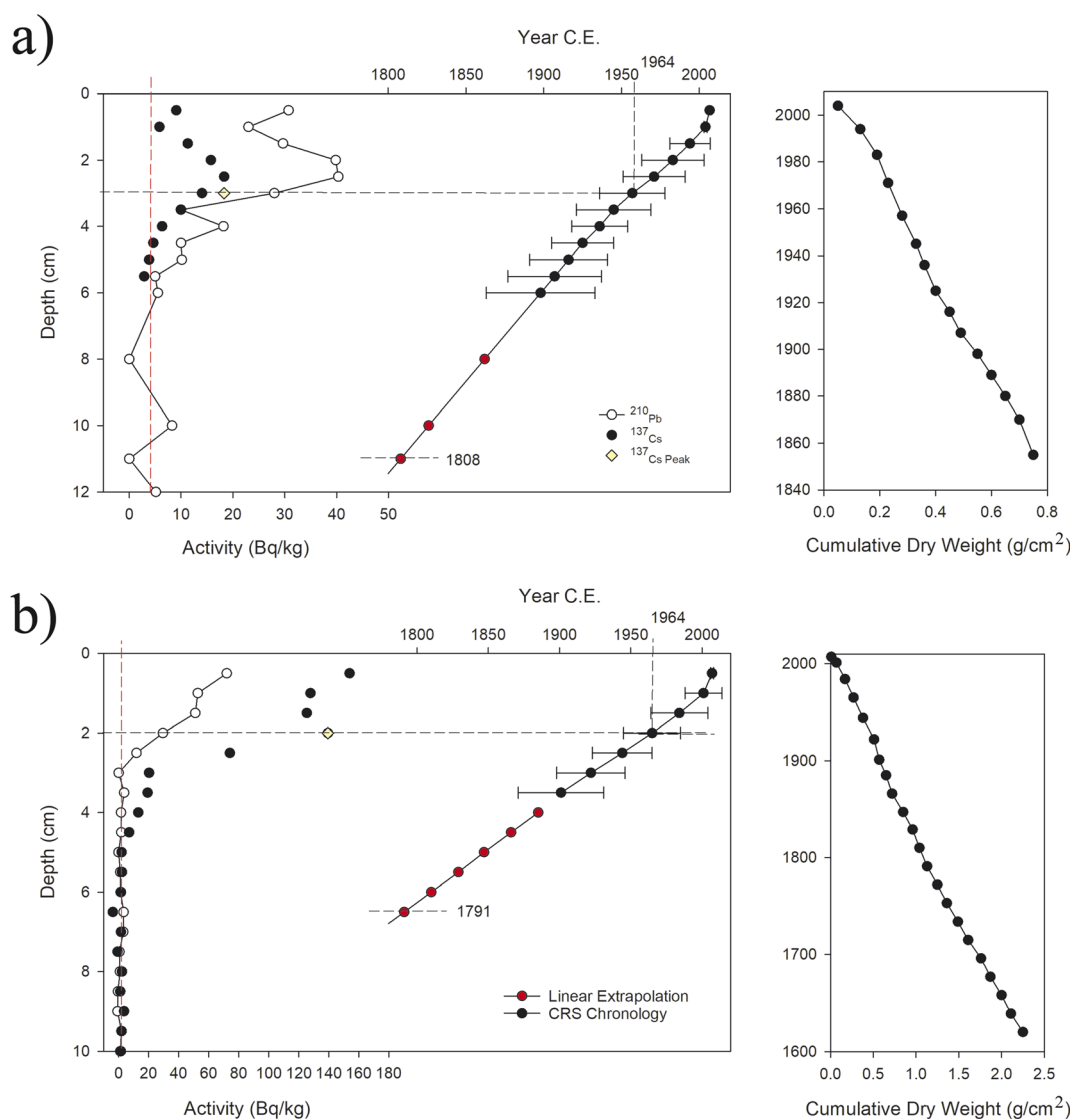 a)
Year C.E.
1964
1800 1850 1900 1950 2000
0
2
4
6
8
10
12
Depth (cm)
0 10 20 30 40 50
Activity (Bq/kg)
1808
210Pb
137Cs
137Cs Peak
2000
1980
1960
1940
1920
1900
1880
1860
1840
0.0 0.2 0.4 0.6 0.8
Cumulative Dry Weight (g/cm2)
b)
Year C.E.
1964
1800 1850 1900 1950 2000
0
2
4
6
8
10
Depth (cm)
0 20 40 60 80 100 120 140 160 180
Activity (Bq/kg)
1791
Linear Extrapolation
CRS Chronology
2000
1900
1800
1700
1600
0.0 0.5 1.0 1.5 2.0 2.5
Cumulative Dry Weight (g/cm2)